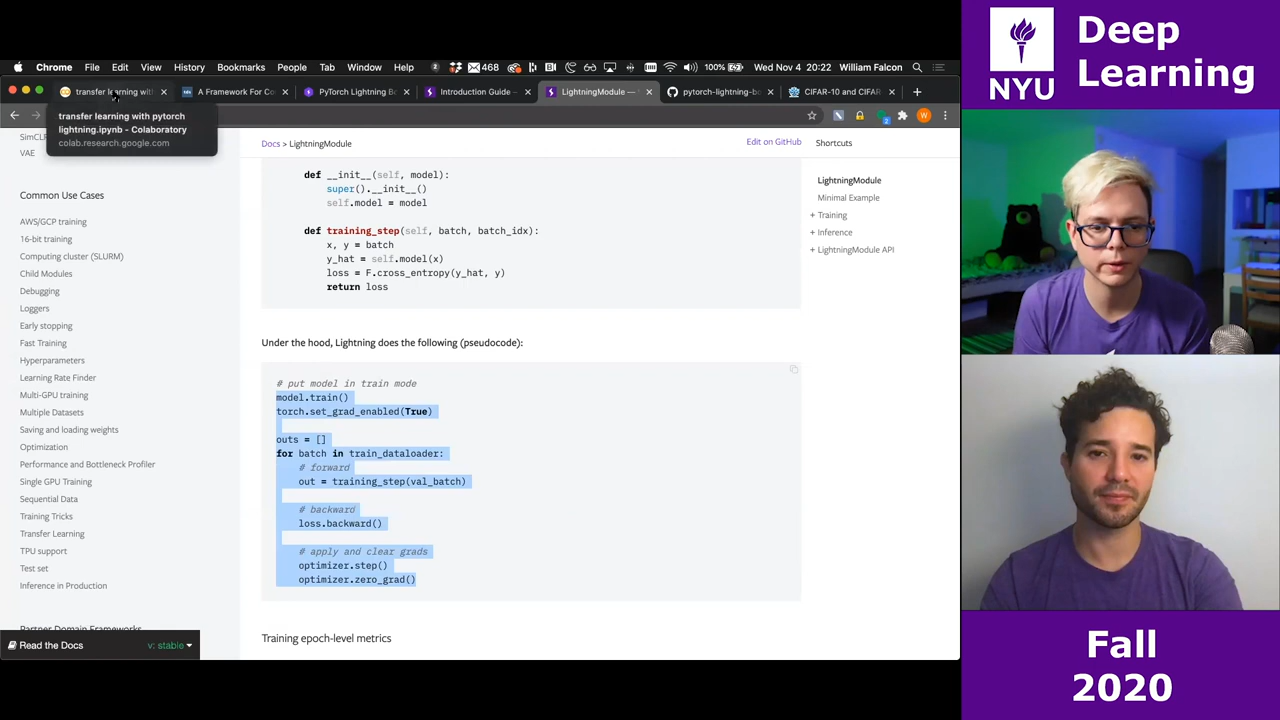 Chrome File Edit View History Bookmarks People Tab Window Help 468 100% Wed Nov 4 20:22 William Falcon
transfer learning with A Framework For Co PyTorch Lightning B Introduction Guide — LightningModule — pytorch-lightning-bo CIFAR-10 and CIFAR
transfer learning with pytorch
lightning.ipynb - Colaboratory
colab.research.google.com
SimCLR
VAE
Common Use Cases
AWS/GCP training
16-bit training
Computing cluster (SLURM)
Child Modules
Debugging
Loggers
Early stopping
Fast Training
Hyperparameters
Learning Rate Finder
Multi-GPU training
Multiple Datasets
Saving and loading weights
Optimization
Performance and Bottleneck Profiler
Single GPU Training
Sequential Data
Training Tricks
Transfer Learning
TPU support
Test set
Inference in Production
Partner Domain Frameworks
Read the Docs v: stable
Docs > LightningModule
Edit on GitHub
def __init__(self, model):
super().__init__()
self.model = model
def training_step(self, batch, batch_idx):
x, y = batch
y_hat = self.model(x)
loss = F.cross_entropy(y_hat, y)
return loss
Under the hood, Lightning does the following (pseudocode):
# put model in train mode
model.train()
torch.set_grad_enabled(True)
outs = []
for batch in train_dataloader:
# forward
out = training_step(val_batch)
# backward
loss.backward()
# apply and clear grads
optimizer.step()
optimizer.zero_grad()
Training epoch-level metrics
Shortcuts
LightningModule
Minimal Example
+ Training
+ Inference
+ LightningModule API
W
NYU
Deep
Learning
Fall
2020